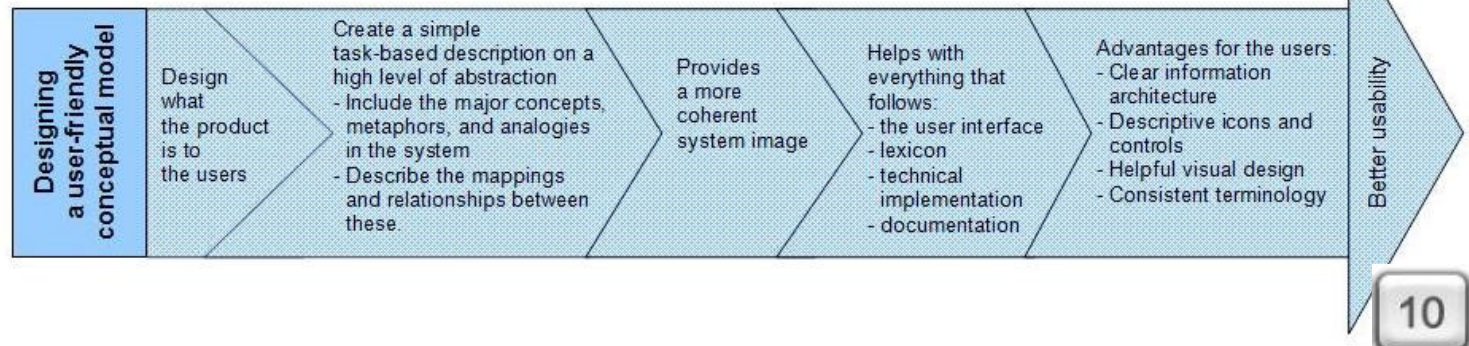 Designing
a user-friendly
conceptual model
Design
what
the product
is to
the users
Create a simple
task-based description on a
high level of abstraction
- Include the major concepts,
metaphors, and analogies
in the system
- Describe the mappings
and relationships between
these.
Provides
a more
coherent
system image
Helps with
everything that
follows:
- the user interface
- lexicon
- technical
implementation
- documentation
Advantages for the users:
- Clear information
architecture
- Descriptive icons and
controls
- Helpful visual design
- Consistent terminology
Better usability
10